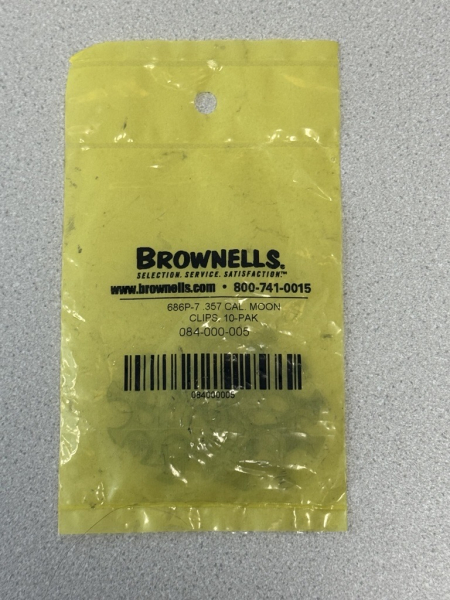 BROWNELLS®
SELECTION. SERVICE. SATISFACTION.™
www.brownells.com • 800-741-0015
686P-7 .357 CAL. MOON
CLIPS, 10-PAK
084-000-005
084000005